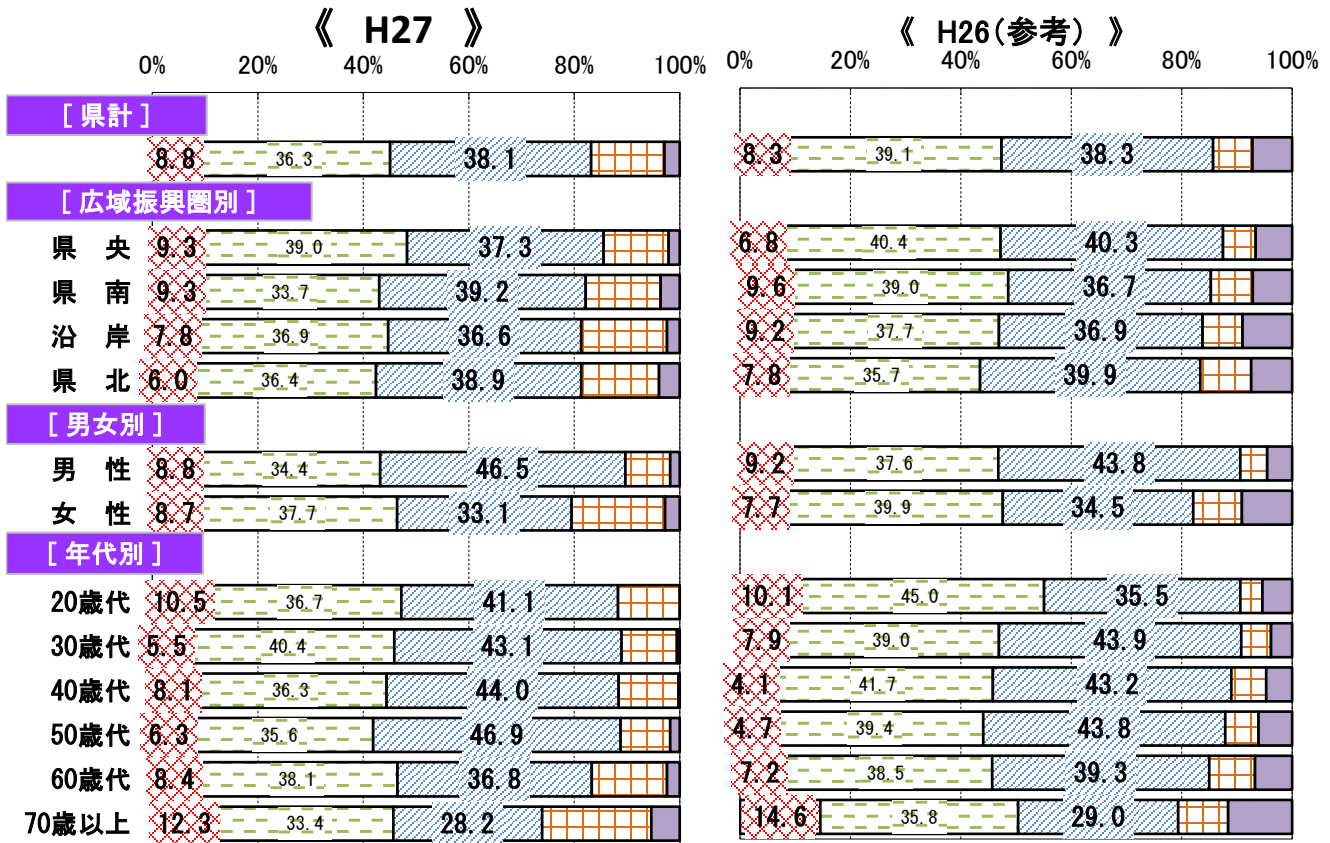 《 H27 》 《 H26(参考) 》
0% 20% 40% 60% 80% 100% 0% 20% 40% 60% 80% 100%
[ 県計 ]
8.8 36.3 38.1 8.3 39.1 38.3
[ 広域振興圏別 ]
県 央 9.3 39.0 37.3 6.8 40.4 40.3
県 南 9.3 33.7 39.2 9.6 39.0 36.7
沿 岸 7.8 36.9 36.6 9.2 37.7 36.9
県 北 6.0 36.4 38.9 7.8 35.7 39.9
[ 男女別 ]
男 性 8.8 34.4 46.5 9.2 37.6 43.8
女 性 8.7 37.7 33.1 7.7 39.9 34.5
[ 年代別 ]
20歳代 10.5 36.7 41.1 10.1 45.0 35.5
30歳代 5.5 40.4 43.1 7.9 39.0 43.9
40歳代 8.1 36.3 44.0 4.1 41.7 43.2
50歳代 6.3 35.6 46.9 4.7 39.4 43.8
60歳代 8.4 38.1 36.8 7.2 38.5 39.3
70歳以上 12.3 33.4 28.2 14.6 35.8 29.0